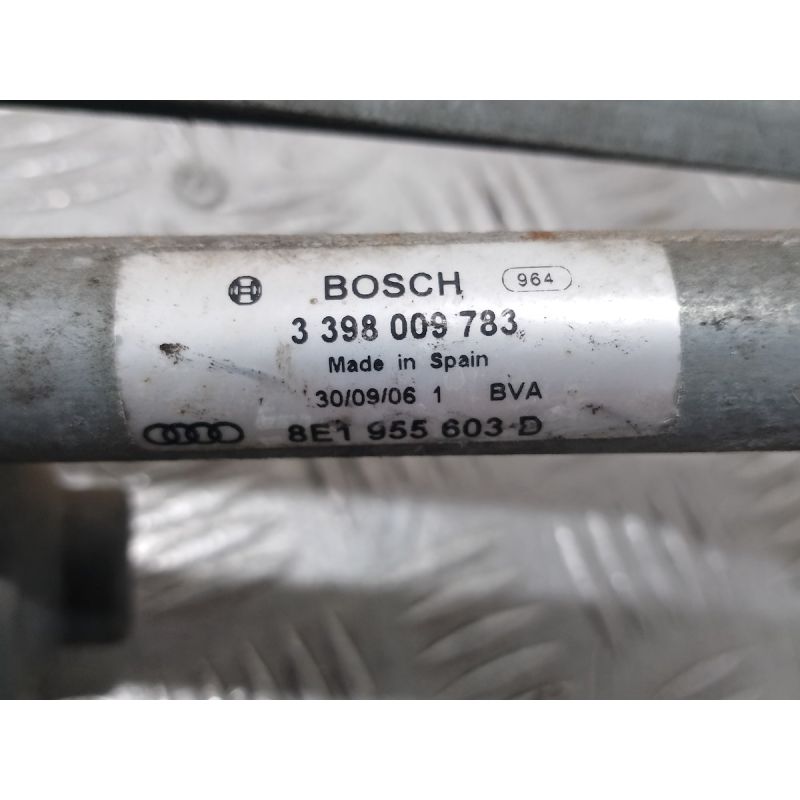 BOSCH 964
3 398 009 783
Made in Spain
30/09/06 1 BVA
8E1 955 603 D